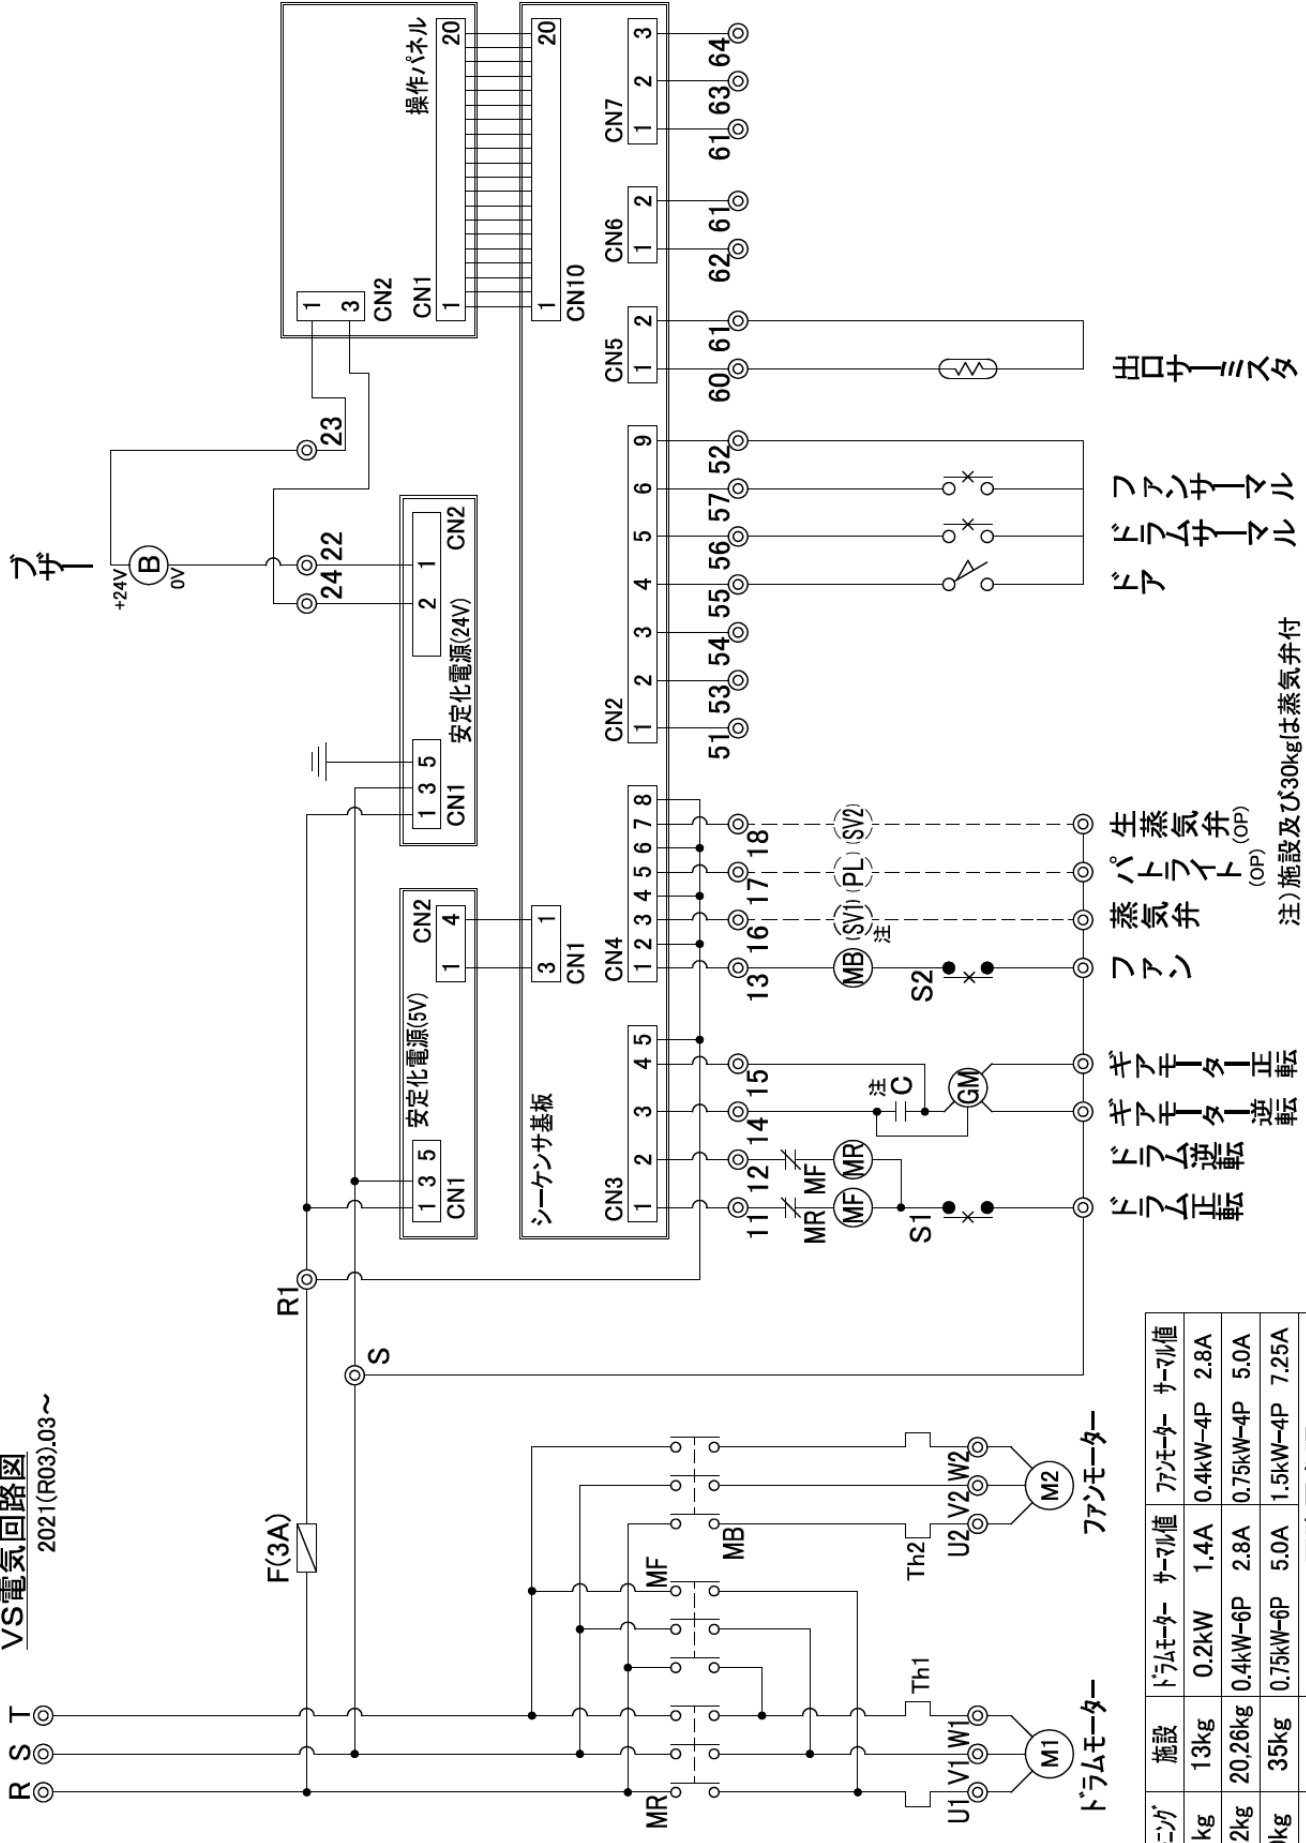 VS電気回路図
2021(R03).03～
R S T
F(3A)
R1
S
ブザー
+24V
B
0V
22
23
24
操作パネル
CN2
1 3
CN1
1 20
安定化電源(24V)
CN2
2 1
CN1
1 3 5
安定化電源(5V)
CN2
1 4
CN1
1 3 5
シーケンサ基板
CN1
3 1
CN10
1 20
CN3
1 2 3 4 5
CN4
1 2 3 4 5 6 7 8
CN2
1 2 3 4 5 6 9
CN5
1 2
CN6
1 2
CN7
1 2 3
11 12 14 15
13 16 17 18
51 53 54 55 56 57 52
60 61
62 61
61 63 64
MR MF
MF MR
S1
注
C
GM
MB
S2
SV1
注
PL
SV2
ドラム正転
ドラム逆転
ギアモーター逆転
ギアモーター正転
ファン
蒸気弁
パトライト(OP)
生蒸気弁(OP)
ドア
ドラムサーマル
ファンサーマル
出口サーミスタ
注）施設及び30kgは蒸気弁付
MR
MF
MB
Th1
Th2
U1 V1 W1
M1
ドラムモーター
U2 V2 W2
M2
ファンモーター
施設 ドラムモーター サーマル値 ファンモーター サーマル値
kg 13kg 0.2kW 1.4A 0.4kW-4P 2.8A
2kg 20,26kg 0.4kW-6P 2.8A 0.75kW-4P 5.0A
kg 35kg 0.75kW-6P 5.0A 1.5kW-4P 7.25A